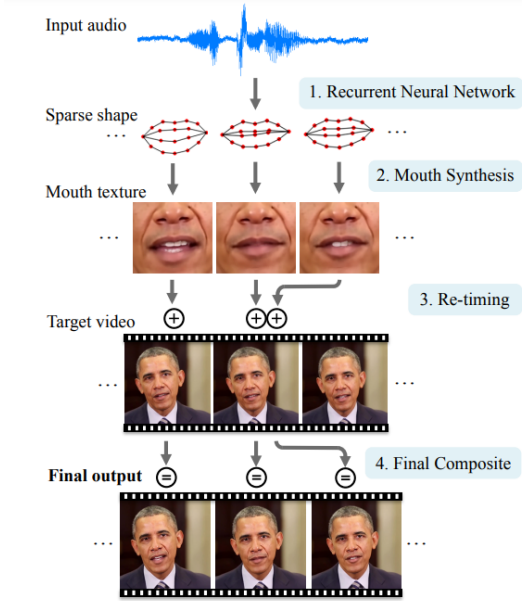 Input audio
1. Recurrent Neural Network
Sparse shape
... ...
2. Mouth Synthesis
Mouth texture
... ...
3. Re-timing
Target video
... ...
4. Final Composite
Final output
... ...